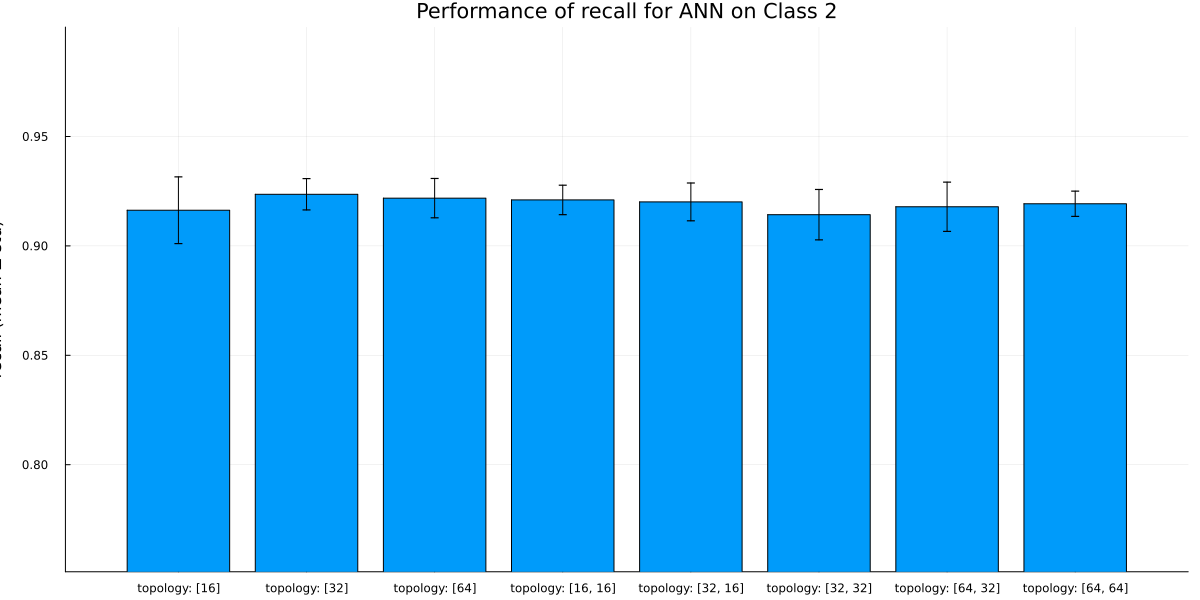 Performance of recall for ANN on Class 2
0.95
0.90
0.85
0.80
topology: [16]
topology: [32]
topology: [64]
topology: [16, 16]
topology: [32, 16]
topology: [32, 32]
topology: [64, 32]
topology: [64, 64]